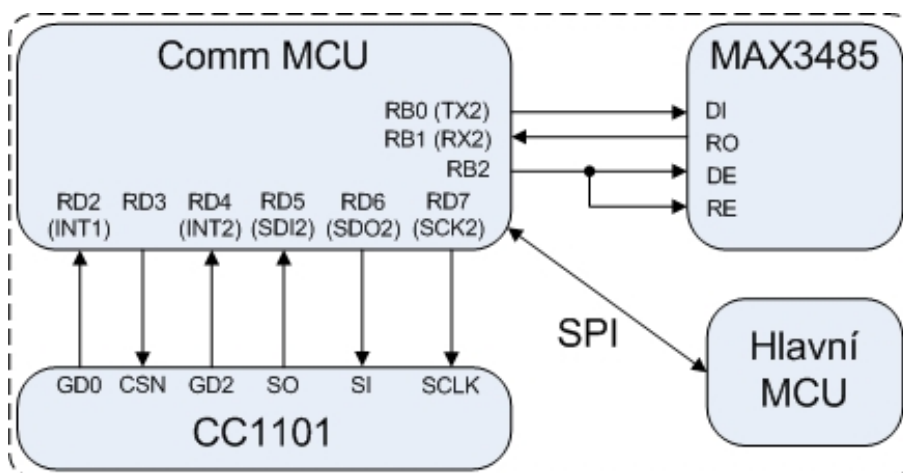 Comm MCU
MAX3485
RB0 (TX2)
DI
RB1 (RX2)
RO
RB2
DE
RE
RD2 RD3 RD4 RD5 RD6 RD7
(INT1) (INT2) (SDI2) (SDO2) (SCK2)
SPI
Hlavní
MCU
GD0 CSN GD2 SO SI SCLK
CC1101